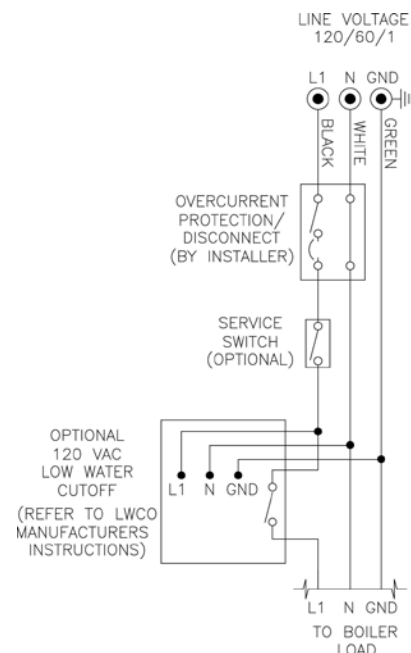 LINE VOLTAGE
120/60/1
L1 N GND
BLACK
WHITE
GREEN
OVERCURRENT
PROTECTION/
DISCONNECT
(BY INSTALLER)
SERVICE
SWITCH
(OPTIONAL)
OPTIONAL
120 VAC
LOW WATER
CUTOFF
(REFER TO LWCO
MANUFACTURERS
INSTRUCTIONS)
L1 N GND
L1 N GND
TO BOILER
LOAD